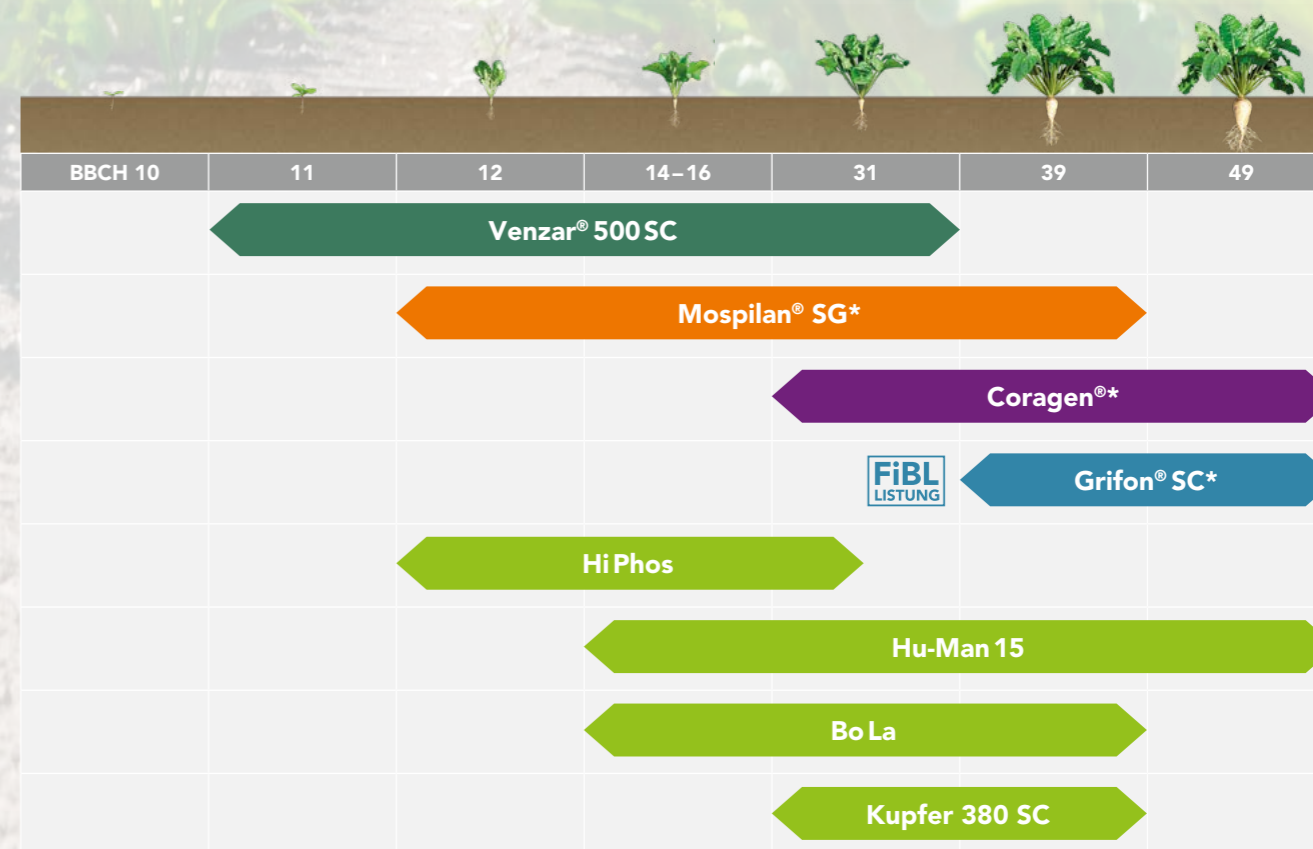 BBCH 10 11 12 14–16 31 39 49
Venzar® 500 SC
Mospilan® SG*
Coragen®*
FiBL
LISTUNG
Grifon® SC*
Hi Phos
Hu-Man 15
Bo La
Kupfer 380 SC